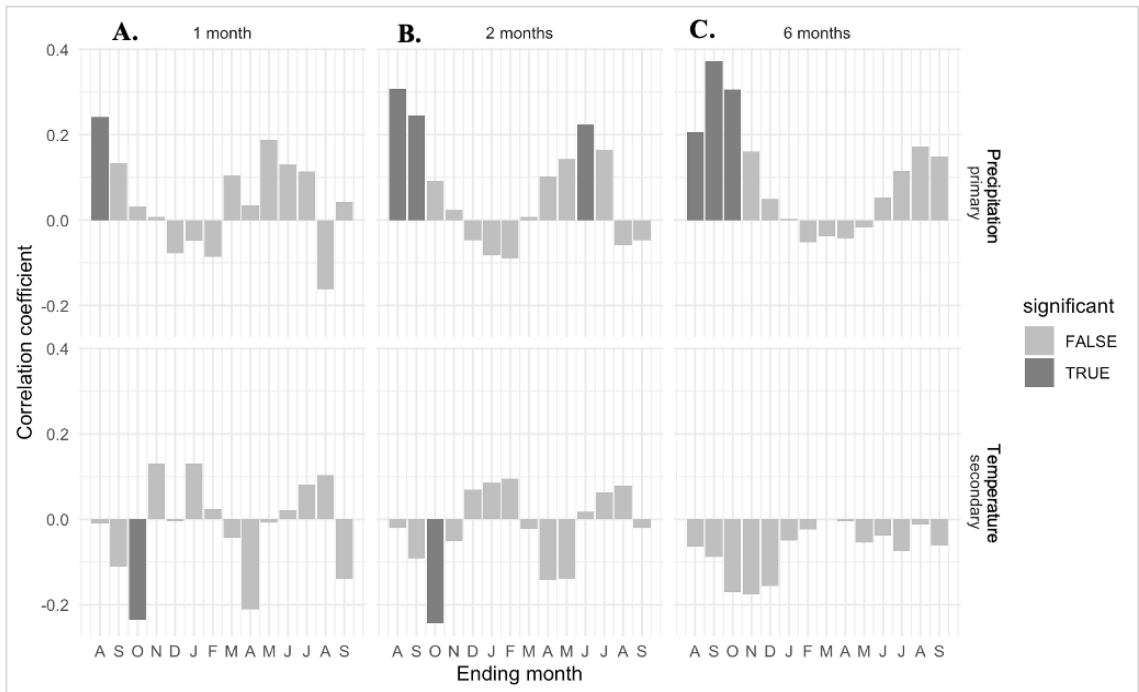 A. 1 month B. 2 months C. 6 months
0.4
0.2
0.0
-0.2
Precipitation
primary
0.4
0.2
0.0
-0.2
Temperature
secondary
Correlation coefficient
A S O N D J F M A M J J A S A S O N D J F M A M J J A S A S O N D J F M A M J J A S
Ending month
significant
FALSE
TRUE